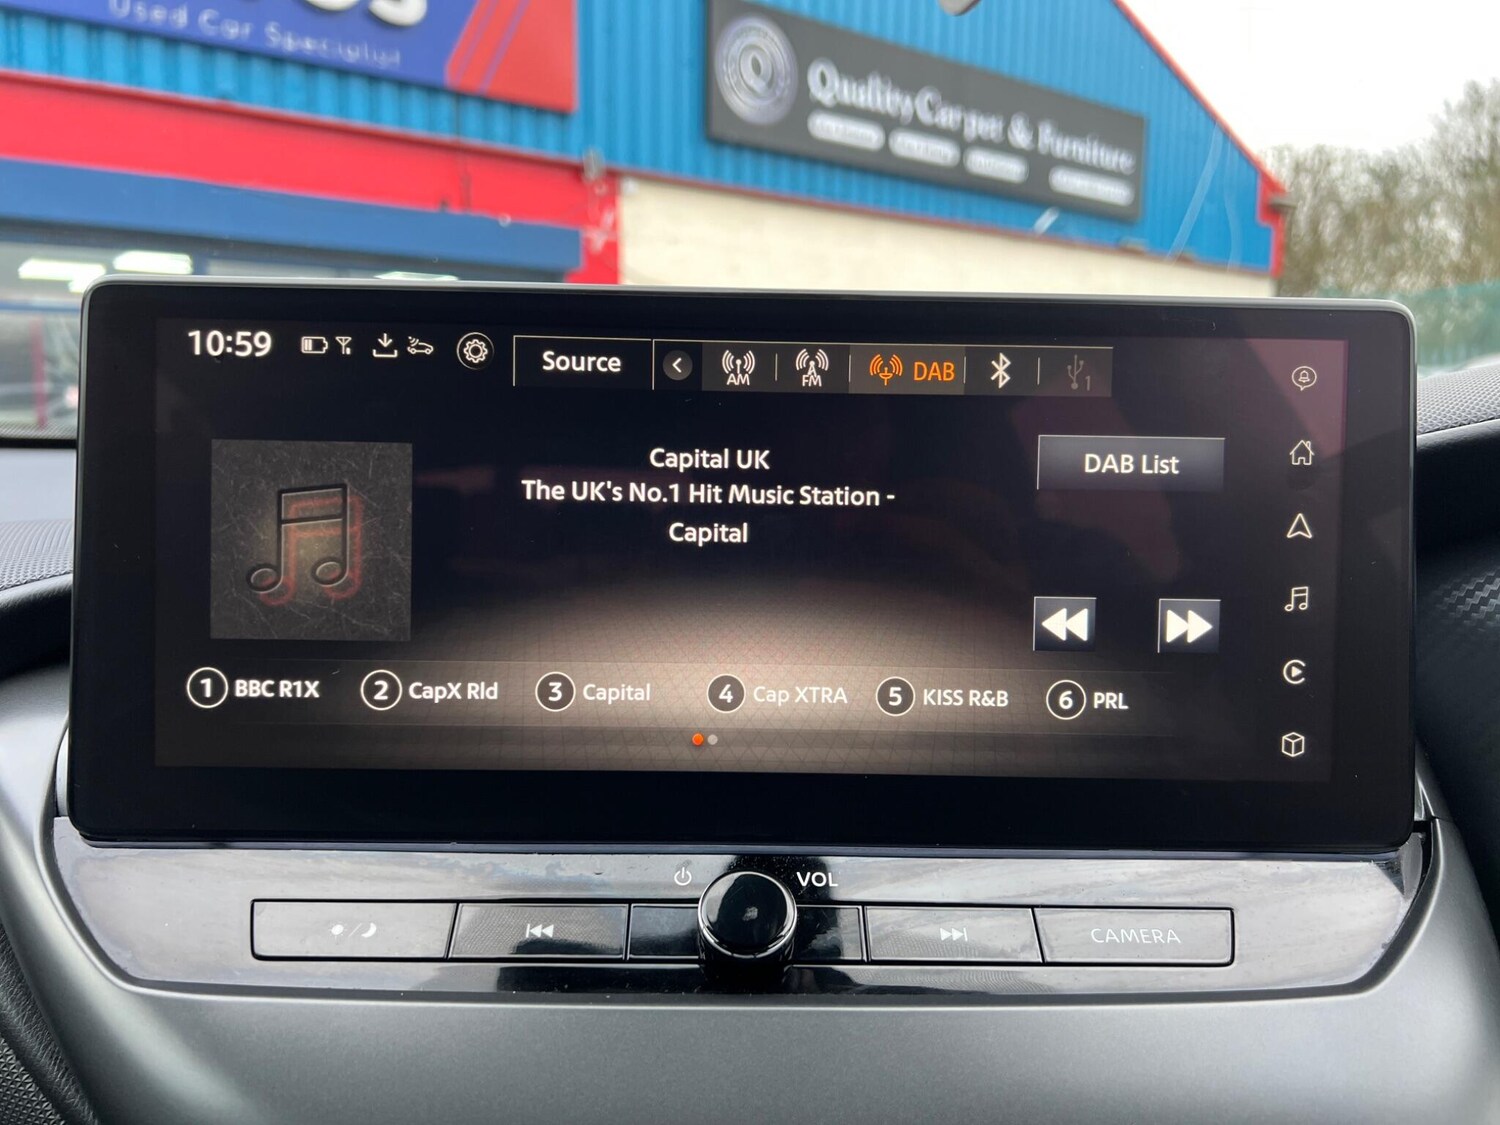 OS
Used Car Specialist
Quality Carpet & Furniture
10:59
Source
AM
FM
DAB
1
Capital UK
The UK's No.1 Hit Music Station -
Capital
DAB List
1 BBC R1X
2 CapX Rld
3 Capital
4 Cap XTRA
5 KISS R&B
6 PRL
VOL
CAMERA